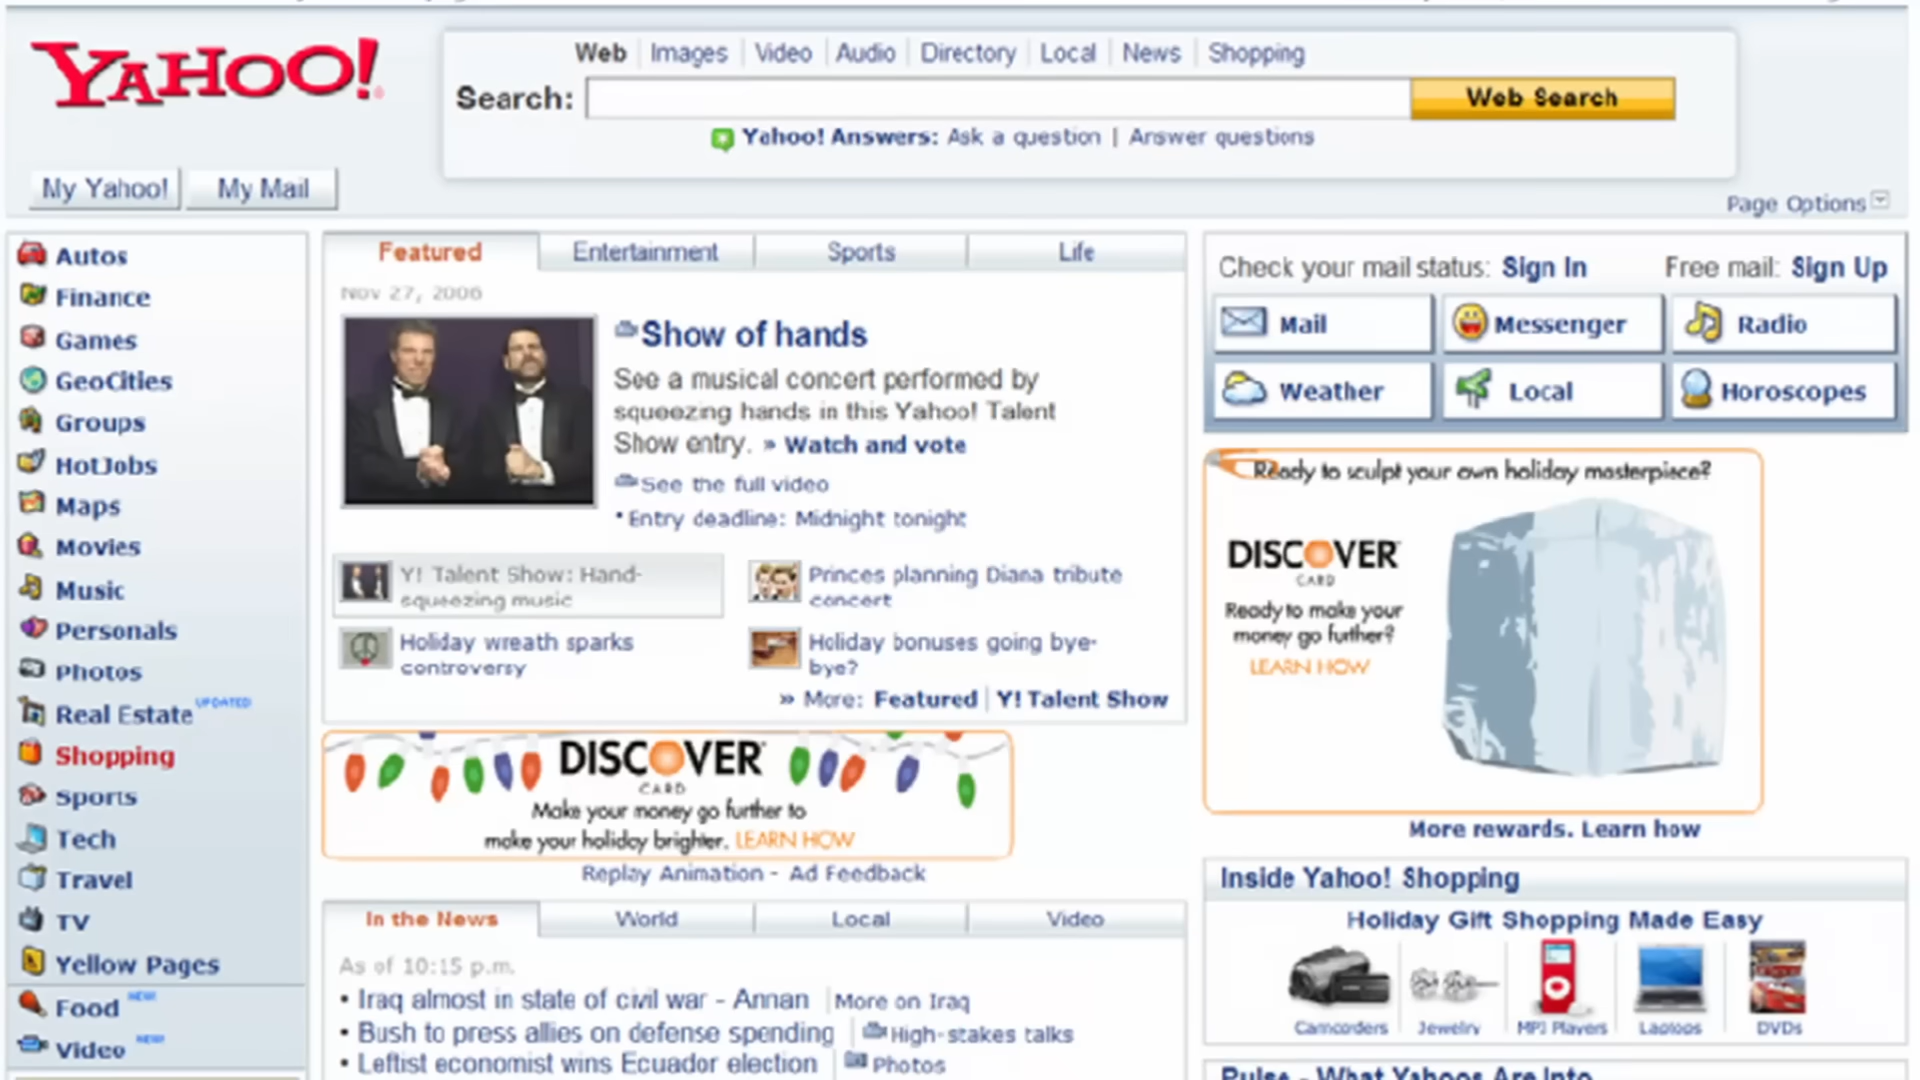 YAHOO!
Web Images Video Audio Directory Local News Shopping
Search: Web Search
Yahoo! Answers: Ask a question | Answer questions
My Yahoo! My Mail
Page Options
Autos
Finance
Games
GeoCities
Groups
HotJobs
Maps
Movies
Music
Personals
Photos
Real Estate UPDATED
Shopping
Sports
Tech
Travel
TV
Yellow Pages
Food NEW
Video NEW
Featured Entertainment Sports Life
Nov 27, 2006
Show of hands
See a musical concert performed by
squeezing hands in this Yahoo! Talent
Show entry. » Watch and vote
See the full video
• Entry deadline: Midnight tonight
Y! Talent Show: Hand-
squeezing music
Princes planning Diana tribute
concert
Holiday wreath sparks
controversy
Holiday bonuses going bye-
bye?
» More: Featured | Y! Talent Show
DISCOVER
CARD
Make your money go further to
make your holiday brighter. LEARN HOW
Replay Animation - Ad Feedback
In the News World Local Video
As of 10:15 p.m.
• Iraq almost in state of civil war - Annan | More on Iraq
• Bush to press allies on defense spending | High-stakes talks
• Leftist economist wins Ecuador election | Photos
Check your mail status: Sign In Free mail: Sign Up
Mail Messenger Radio
Weather Local Horoscopes
Ready to sculpt your own holiday masterpiece?
DISCOVER
CARD
Ready to make your
money go further?
LEARN HOW
More rewards. Learn how
Inside Yahoo! Shopping
Holiday Gift Shopping Made Easy
Camcorders Jewelry MP3 Players Laptops DVDs
Pulse - What Yahoos Are Into